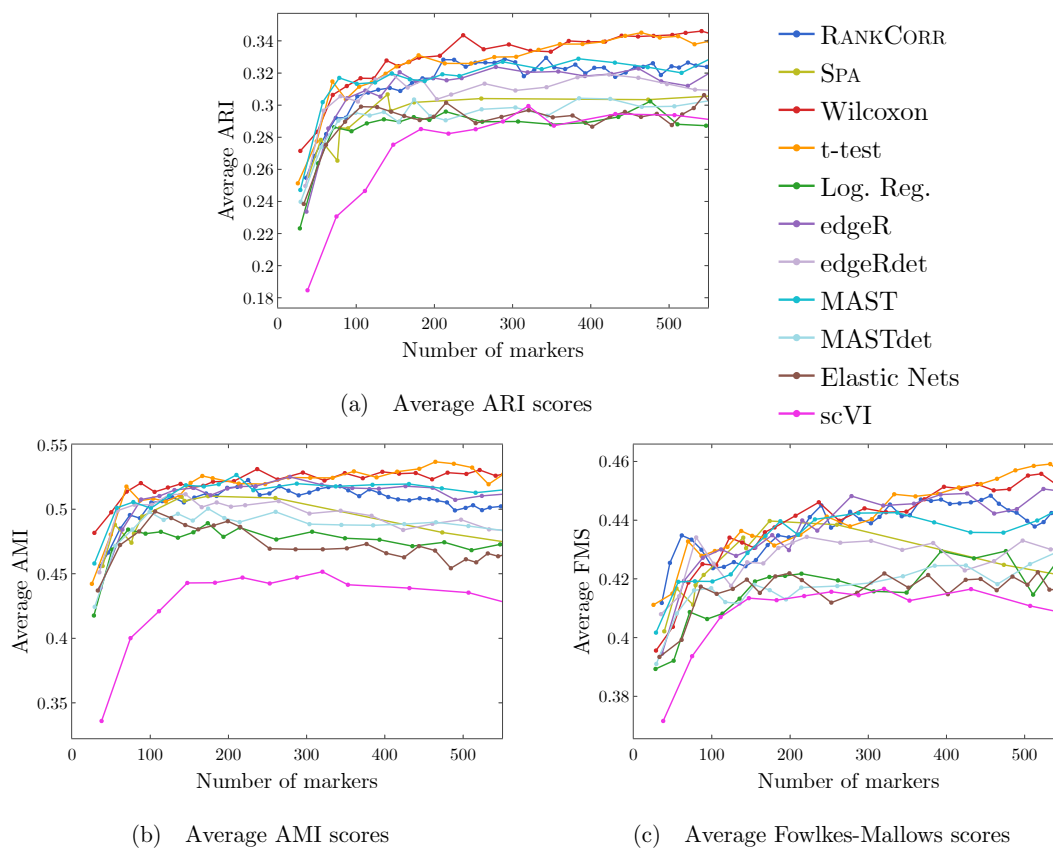 0.34
0.32
0.3
0.28
0.26
0.24
0.22
0.2
0.18
Average ARI
0
100
200
300
400
500
Number of markers
(a) Average ARI scores
RANKCORR
SPA
Wilcoxon
t-test
Log. Reg.
edgeR
edgeRdet
MAST
MASTdet
Elastic Nets
scVI
0.55
0.5
0.45
0.4
0.35
Average AMI
0
100
200
300
400
500
Number of markers
(b) Average AMI scores
0.46
0.44
0.42
0.4
0.38
Average FMS
0
100
200
300
400
500
Number of markers
(c) Average Fowlkes-Mallows scores